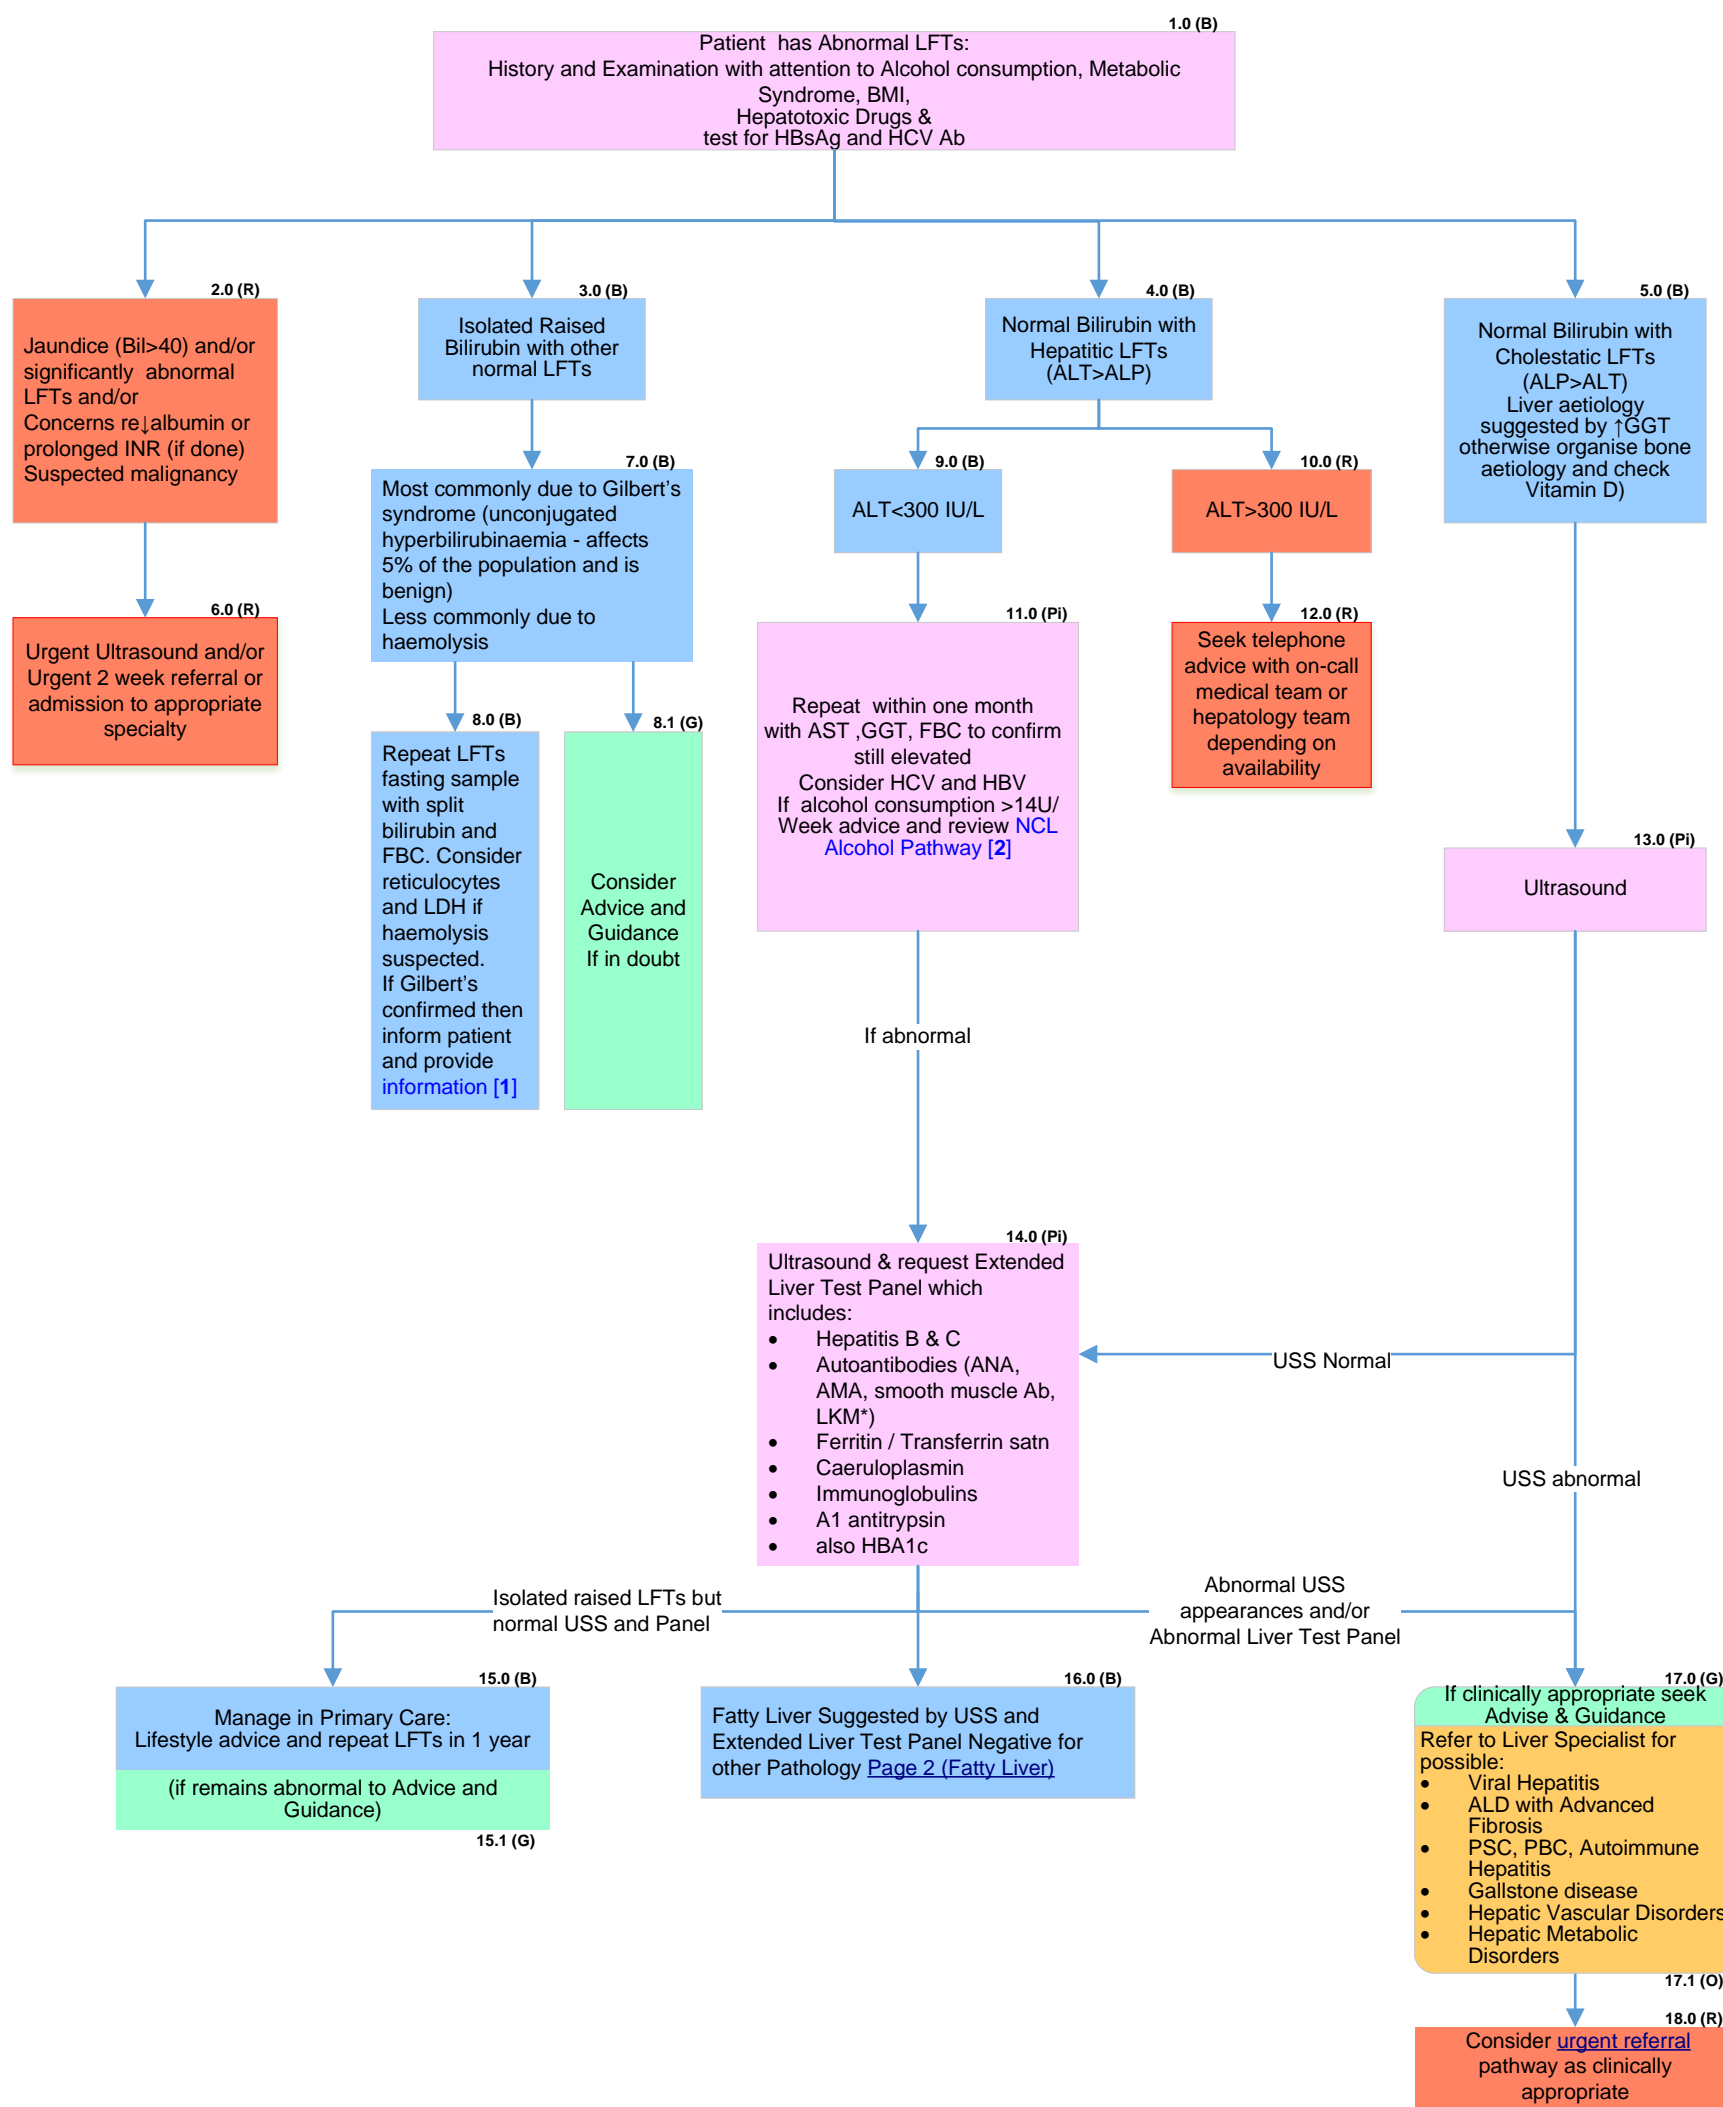 1.0 (B)
Patient has Abnormal LFTs:
History and Examination with attention to Alcohol consumption, Metabolic
Syndrome, BMI,
Hepatotoxic Drugs &
test for HBsAg and HCV Ab
2.0 (R)
Jaundice (Bil>40) and/or
significantly abnormal
LFTs and/or
Concerns re↓albumin or
prolonged INR (if done)
Suspected malignancy
3.0 (B)
Isolated Raised
Bilirubin with other
normal LFTs
4.0 (B)
Normal Bilirubin with
Hepatitic LFTs
(ALT>ALP)
5.0 (B)
Normal Bilirubin with
Cholestatic LFTs
(ALP>ALT)
Liver aetiology
suggested by ↑GGT
otherwise organise bone
aetiology and check
Vitamin D)
6.0 (R)
Urgent Ultrasound and/or
Urgent 2 week referral or
admission to appropriate
specialty
7.0 (B)
Most commonly due to Gilbert's
syndrome (unconjugated
hyperbilirubinaemia - affects
5% of the population and is
benign)
Less commonly due to
haemolysis
8.0 (B)
Repeat LFTs
fasting sample
with split
bilirubin and
FBC. Consider
reticulocytes
and LDH if
haemolysis
suspected.
If Gilbert's
confirmed then
inform patient
and provide
information [1]
8.1 (G)
Consider
Advice and
Guidance
If in doubt
9.0 (B)
ALT<300 IU/L
10.0 (R)
ALT>300 IU/L
11.0 (Pi)
Repeat within one month
with AST ,GGT, FBC to confirm
still elevated
Consider HCV and HBV
If alcohol consumption >14U/
Week advice and review NCL
Alcohol Pathway [2]
12.0 (R)
Seek telephone
advice with on-call
medical team or
hepatology team
depending on
availability
13.0 (Pi)
Ultrasound
If abnormal
14.0 (Pi)
Ultrasound & request Extended
Liver Test Panel which
includes:
• Hepatitis B & C
• Autoantibodies (ANA,
AMA, smooth muscle Ab,
LKM*)
• Ferritin / Transferrin satn
• Caeruloplasmin
• Immunoglobulins
• A1 antitrypsin
• also HBA1c
USS Normal
USS abnormal
Isolated raised LFTs but
normal USS and Panel
Abnormal USS
appearances and/or
Abnormal Liver Test Panel
15.0 (B)
Manage in Primary Care:
Lifestyle advice and repeat LFTs in 1 year
(if remains abnormal to Advice and
Guidance)
15.1 (G)
16.0 (B)
Fatty Liver Suggested by USS and
Extended Liver Test Panel Negative for
other Pathology Page 2 (Fatty Liver)
17.0 (G)
If clinically appropriate seek
Advise & Guidance
Refer to Liver Specialist for
possible:
• Viral Hepatitis
• ALD with Advanced
Fibrosis
• PSC, PBC, Autoimmune
Hepatitis
• Gallstone disease
• Hepatic Vascular Disorders
• Hepatic Metabolic
Disorders
17.1 (O)
18.0 (R)
Consider urgent referral
pathway as clinically
appropriate